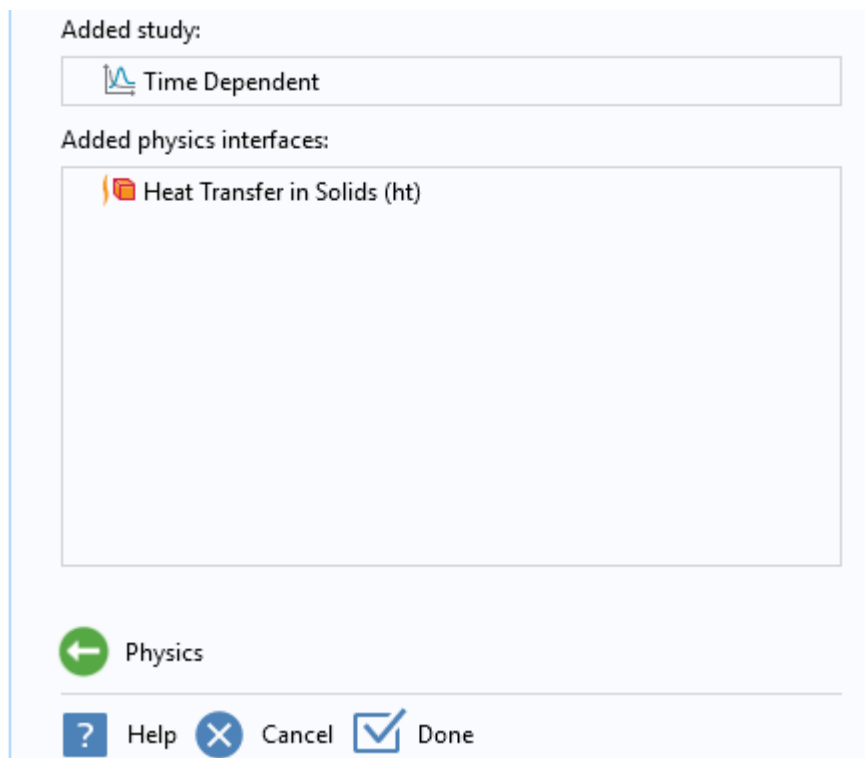 Added study:
Time Dependent
Added physics interfaces:
Heat Transfer in Solids (ht)
Physics
? Help Cancel Done